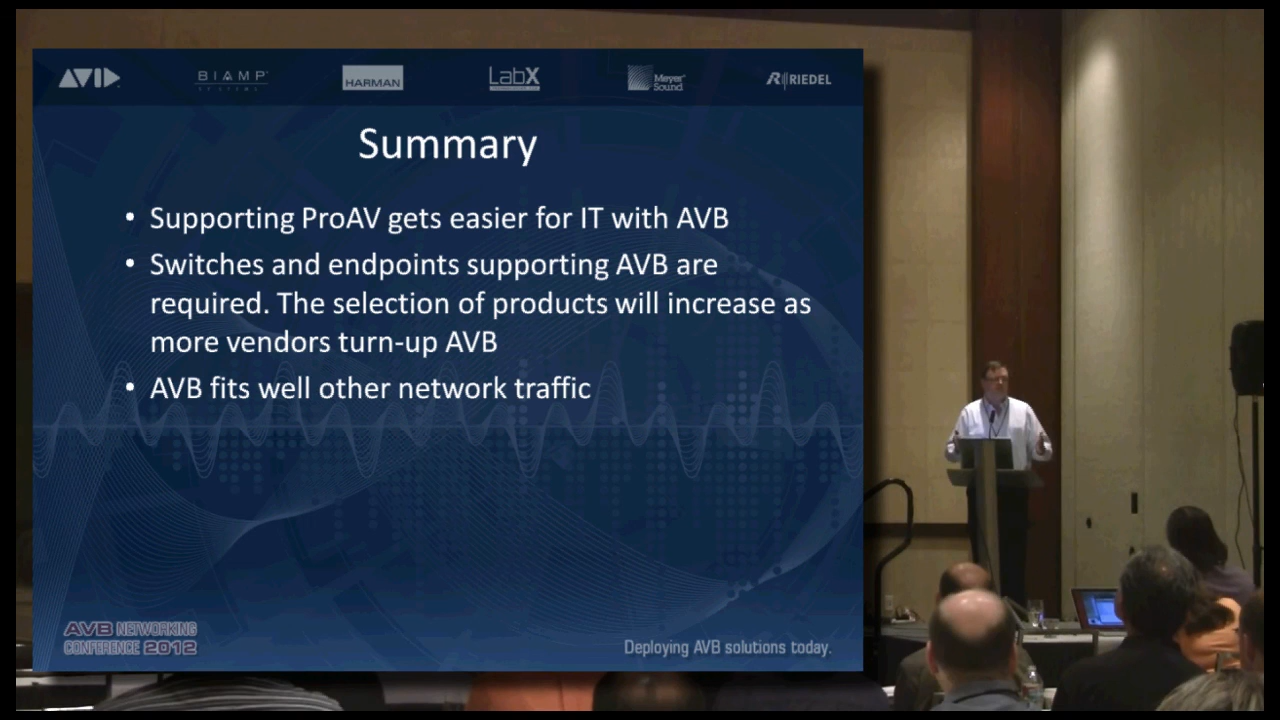 AVID
BIAMP
SYSTEMS
HARMAN
LabX
Meyer
Sound
RIEDEL
Summary
• Supporting ProAV gets easier for IT with AVB
• Switches and endpoints supporting AVB are
required. The selection of products will increase as
more vendors turn-up AVB
• AVB fits well other network traffic
AVB NETWORKING
CONFERENCE 2012
Deploying AVB solutions today.